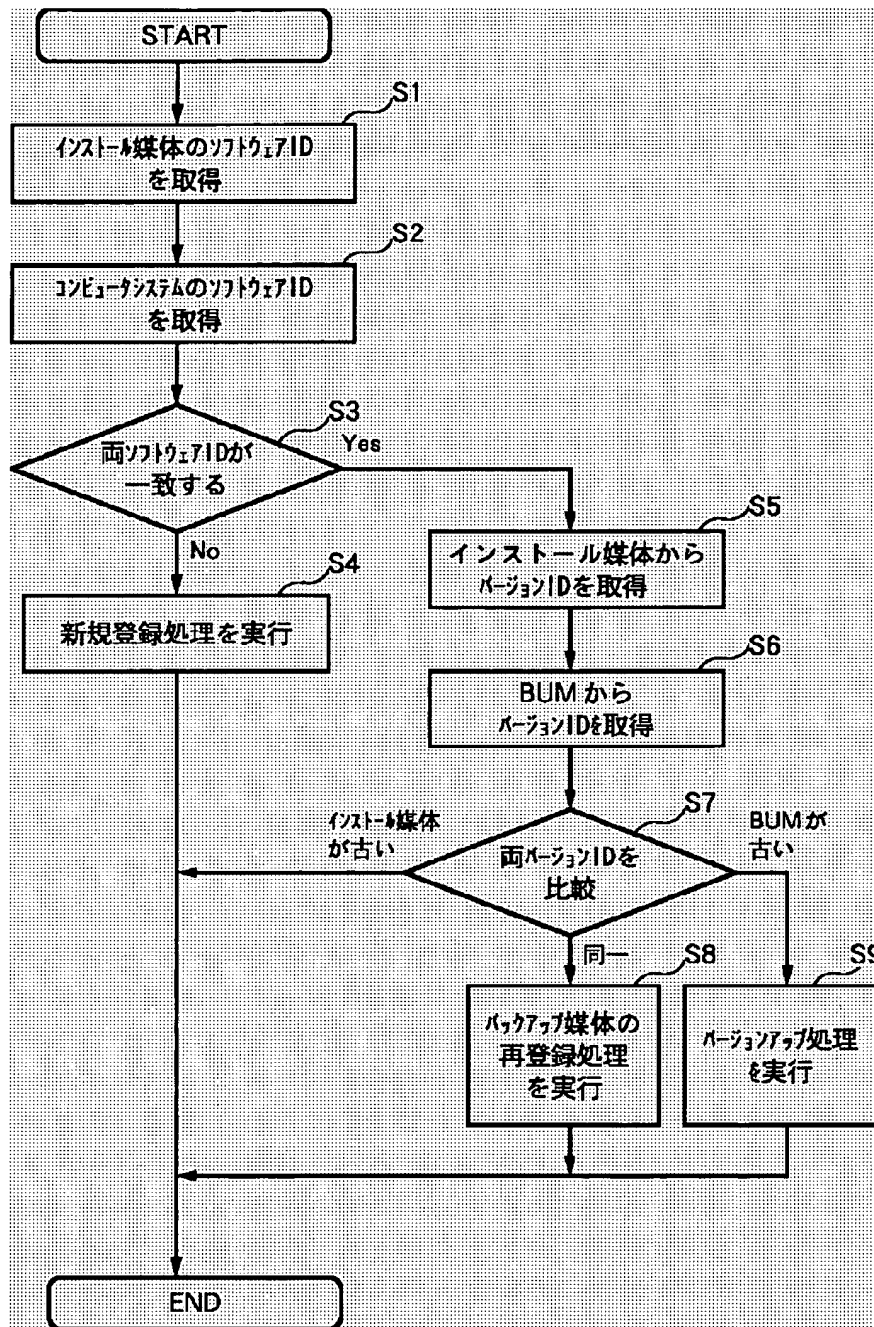 START
S1
インストール媒体のソフトウェアID
を取得
S2
コンピュータシステムのソフトウェアID
を取得
S3
両ソフトウェアIDが
一致する
Yes
No
S4
新規登録処理を実行
S5
インストール媒体から
バージョンIDを取得
S6
BUMから
バージョンIDを取得
S7
両バージョンIDを
比較
インストール媒体
が古い
BUMが
古い
同一
S8
バックアップ媒体の
再登録処理
を実行
S9
バージョンアップ処理
を実行
END